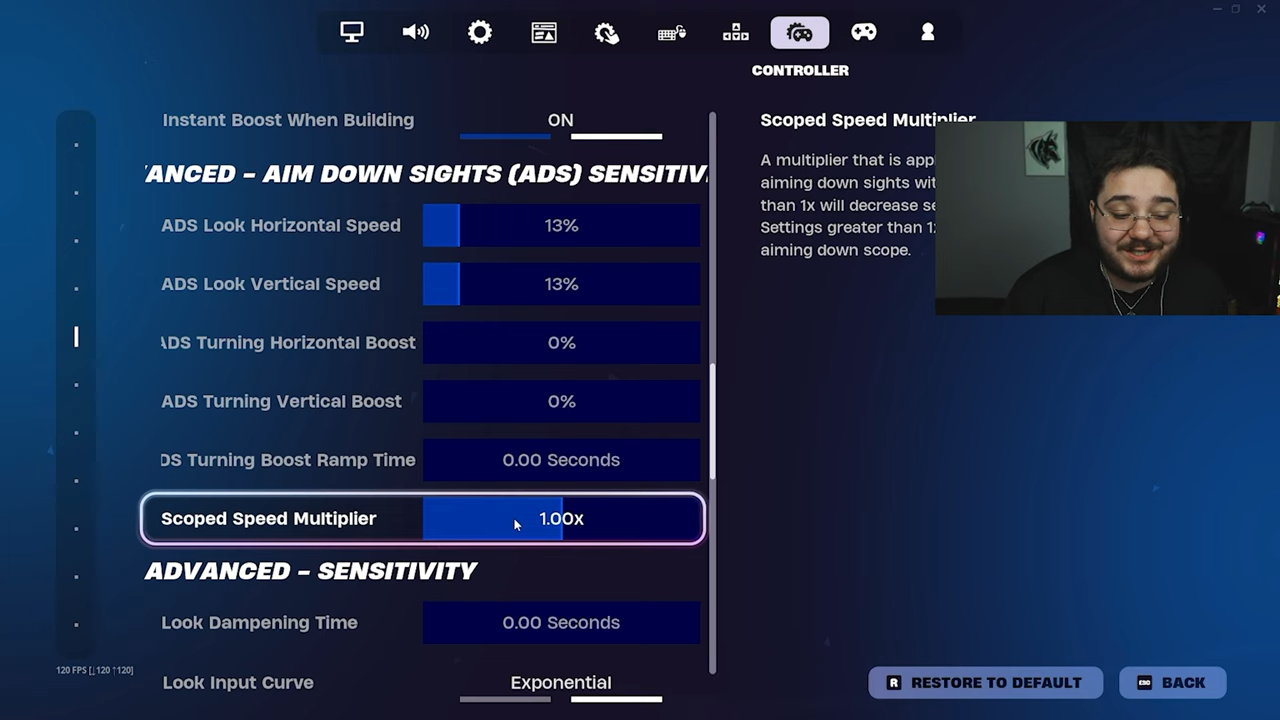 CONTROLLER
Instant Boost When Building ON
ANCED – AIM DOWN SIGHTS (ADS) SENSITIV
ADS Look Horizontal Speed 13%
ADS Look Vertical Speed 13%
ADS Turning Horizontal Boost 0%
ADS Turning Vertical Boost 0%
DS Turning Boost Ramp Time 0.00 Seconds
Scoped Speed Multiplier 1.00x
ADVANCED – SENSITIVITY
Look Dampening Time 0.00 Seconds
Look Input Curve Exponential
Scoped Speed Multiplier
A multiplier that is app
aiming down sights wit
than 1x will decrease se
Settings greater than 1
aiming down scope.
120 FPS [↓120 ↑120]
R RESTORE TO DEFAULT
ESC BACK